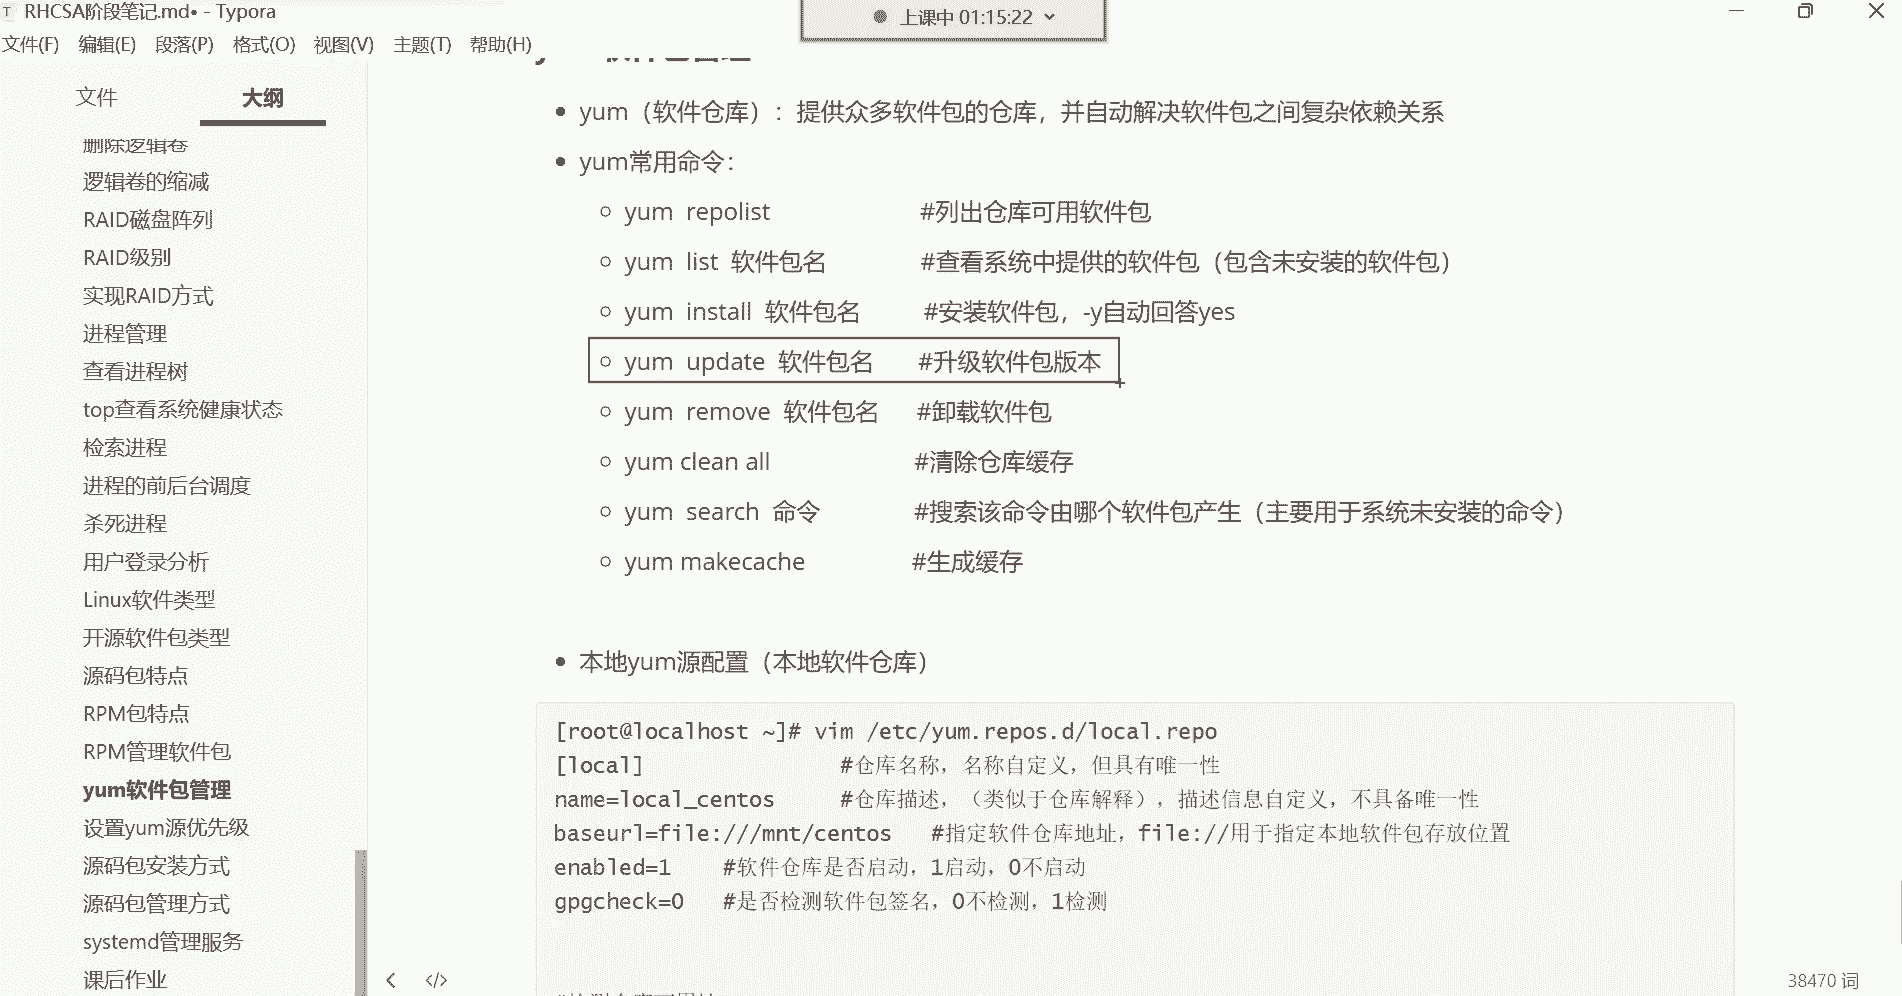 RHCSA阶段笔记.md• - Typora
上课中 01:15:22
文件(F) 编辑(E) 段落(P) 格式(O) 视图(V) 主题(T) 帮助(H)
文件 大纲
删除逻辑卷
逻辑卷的缩减
RAID磁盘阵列
RAID级别
实现RAID方式
进程管理
查看进程树
top查看系统健康状态
检索进程
进程的前后台调度
杀死进程
用户登录分析
Linux软件类型
开源软件包类型
源码包特点
RPM包特点
RPM管理软件包
yum软件包管理
设置yum源优先级
源码包安装方式
源码包管理方式
systemd管理服务
课后作业
yum（软件仓库）：提供众多软件包的仓库，并自动解决软件包之间复杂依赖关系
yum常用命令：
yum repolist #列出仓库可用软件包
yum list 软件包名 #查看系统中提供的软件包（包含未安装的软件包）
yum install 软件包名 #安装软件包，-y自动回答yes
yum update 软件包名 #升级软件包版本
yum remove 软件包名 #卸载软件包
yum clean all #清除仓库缓存
yum search 命令 #搜索该命令由哪个软件包产生（主要用于系统未安装的命令）
yum makecache #生成缓存
本地yum源配置（本地软件仓库）
[root@localhost ~]# vim /etc/yum.repos.d/local.repo
[local] #仓库名称，名称自定义，但具有唯一性
name=local_centos #仓库描述，（类似于仓库解释），描述信息自定义，不具备唯一性
baseurl=file:///mnt/centos #指定软件仓库地址，file://用于指定本地软件包存放位置
enabled=1 #软件仓库是否启动，1启动，0不启动
gpgcheck=0 #是否检测软件包签名，0不检测，1检测
38470 词